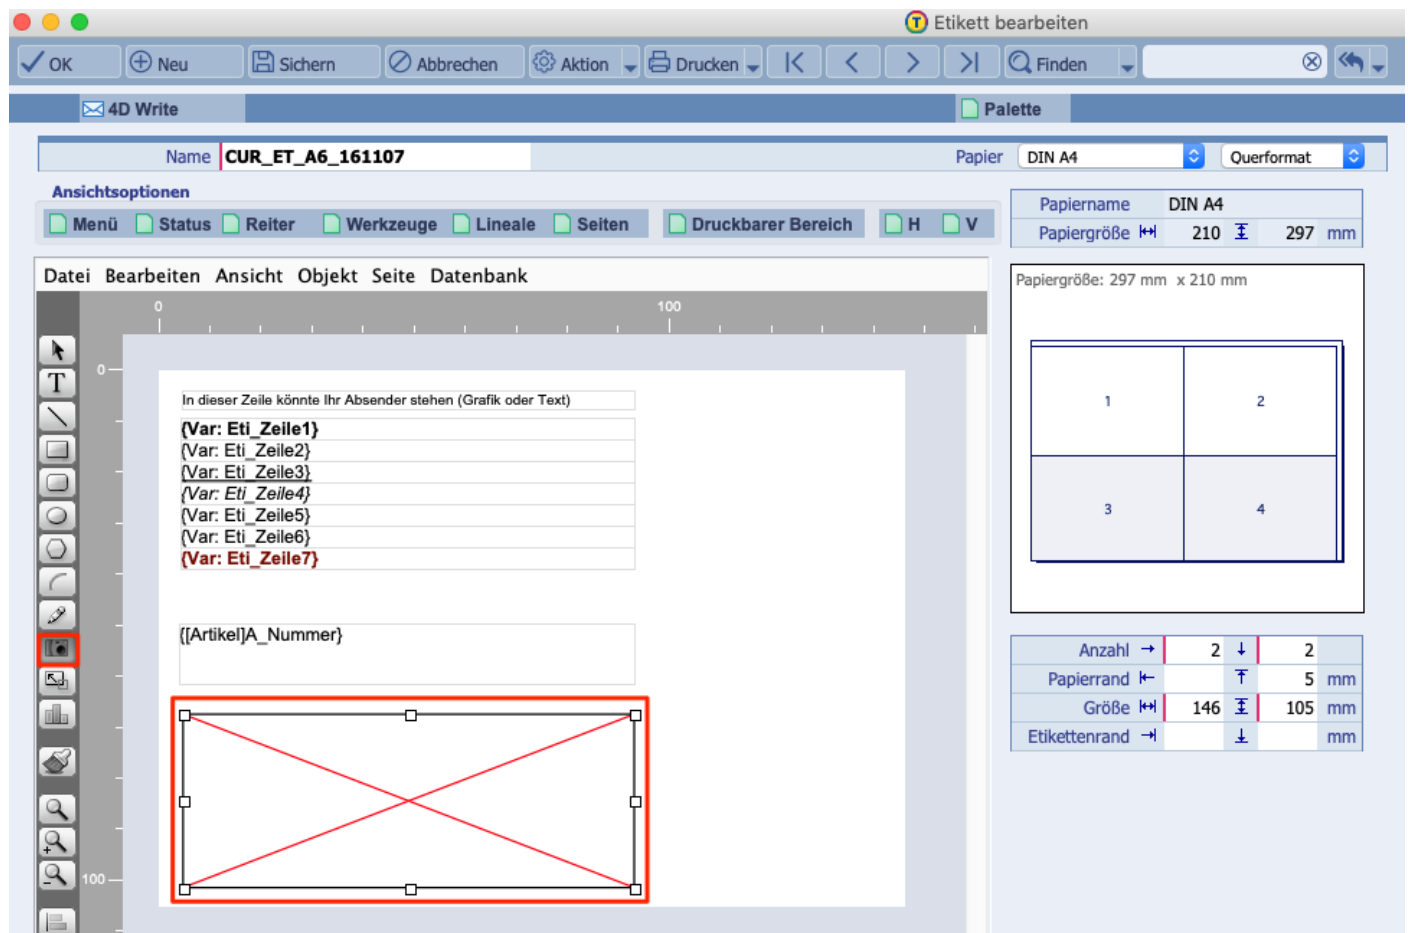 Etikett bearbeiten
OK Neu Sichern Abbrechen Aktion Drucken Finden
4D Write Palette
Name CUR_ET_A6_161107 Papier DIN A4 Querformat
Ansichtsoptionen
Menü Status Reiter Werkzeuge Lineale Seiten Druckbarer Bereich H V
Papiername DIN A4
Papiergröße 210 297 mm
Datei Bearbeiten Ansicht Objekt Seite Datenbank
Papiergröße: 297 mm x 210 mm
0 100
0
In dieser Zeile könnte Ihr Absender stehen (Grafik oder Text)
{Var: Eti_Zeile1}
{Var: Eti_Zeile2}
{Var: Eti_Zeile3}
{Var: Eti_Zeile4}
{Var: Eti_Zeile5}
{Var: Eti_Zeile6}
{Var: Eti_Zeile7}
{[Artikel]A_Nummer}
100
1 2
3 4
Anzahl 2 2
Papierrand 5 mm
Größe 146 105 mm
Etikettenrand mm